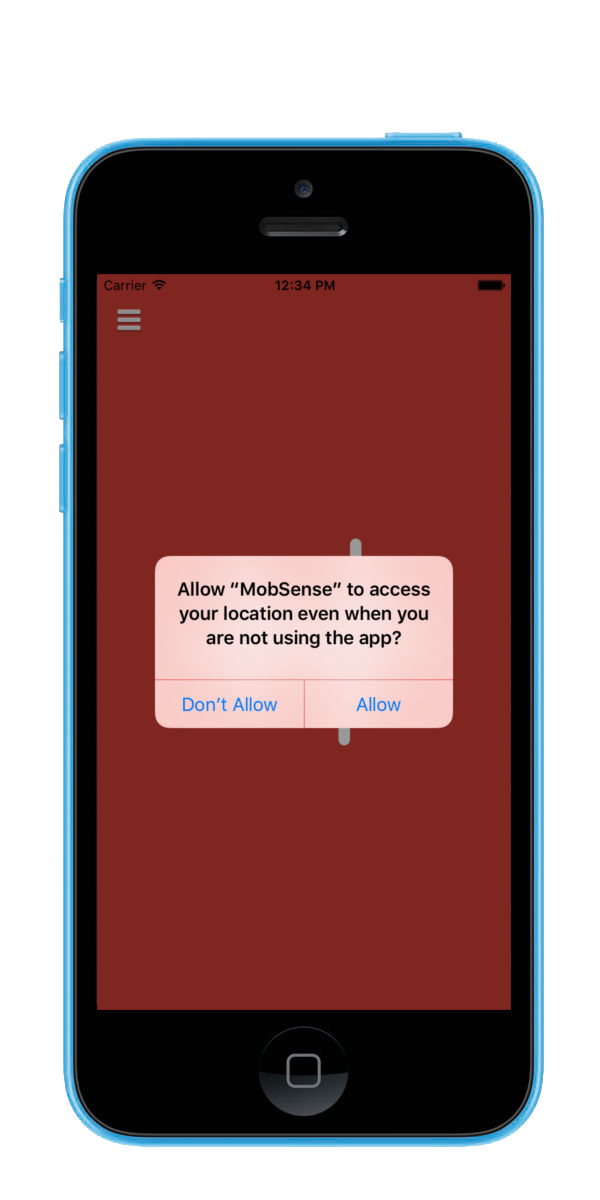 Carrier 12:34 PM
Allow “MobSense” to access
your location even when you
are not using the app?
Don’t Allow Allow